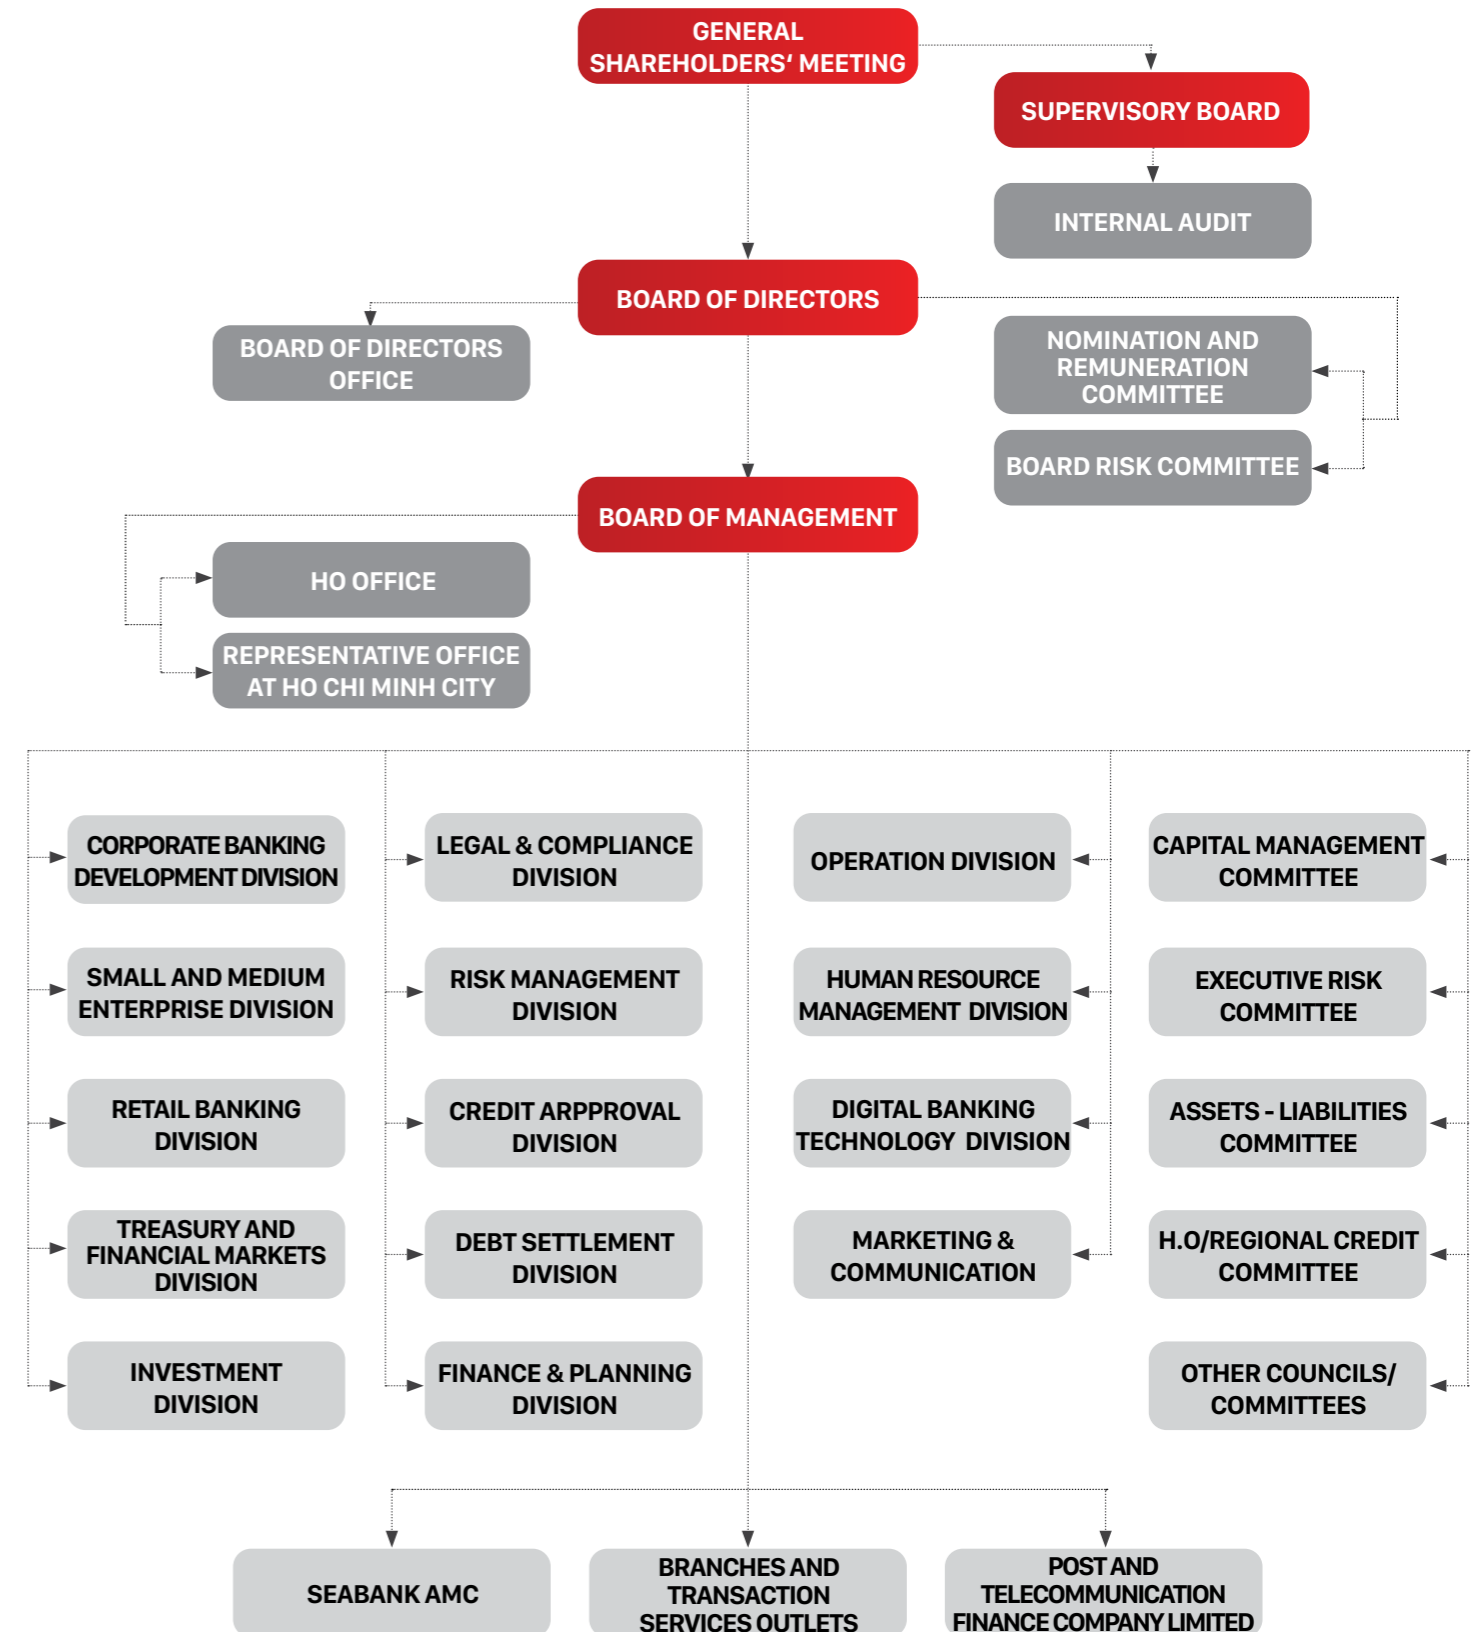 GENERAL
SHAREHOLDERS‘ MEETING
SUPERVISORY BOARD
INTERNAL AUDIT
BOARD OF DIRECTORS
BOARD OF DIRECTORS
OFFICE
NOMINATION AND
REMUNERATION
COMMITTEE
BOARD RISK COMMITTEE
BOARD OF MANAGEMENT
HO OFFICE
REPRESENTATIVE OFFICE
AT HO CHI MINH CITY
CORPORATE BANKING
DEVELOPMENT DIVISION
SMALL AND MEDIUM
ENTERPRISE DIVISION
RETAIL BANKING
DIVISION
TREASURY AND
FINANCIAL MARKETS
DIVISION
INVESTMENT
DIVISION
LEGAL & COMPLIANCE
DIVISION
RISK MANAGEMENT
DIVISION
CREDIT ARPPROVAL
DIVISION
DEBT SETTLEMENT
DIVISION
FINANCE & PLANNING
DIVISION
OPERATION DIVISION
HUMAN RESOURCE
MANAGEMENT DIVISION
DIGITAL BANKING
TECHNOLOGY DIVISION
MARKETING &
COMMUNICATION
CAPITAL MANAGEMENT
COMMITTEE
EXECUTIVE RISK
COMMITTEE
ASSETS - LIABILITIES
COMMITTEE
H.O/REGIONAL CREDIT
COMMITTEE
OTHER COUNCILS/
COMMITTEES
SEABANK AMC
BRANCHES AND
TRANSACTION
SERVICES OUTLETS
POST AND
TELECOMMUNICATION
FINANCE COMPANY LIMITED